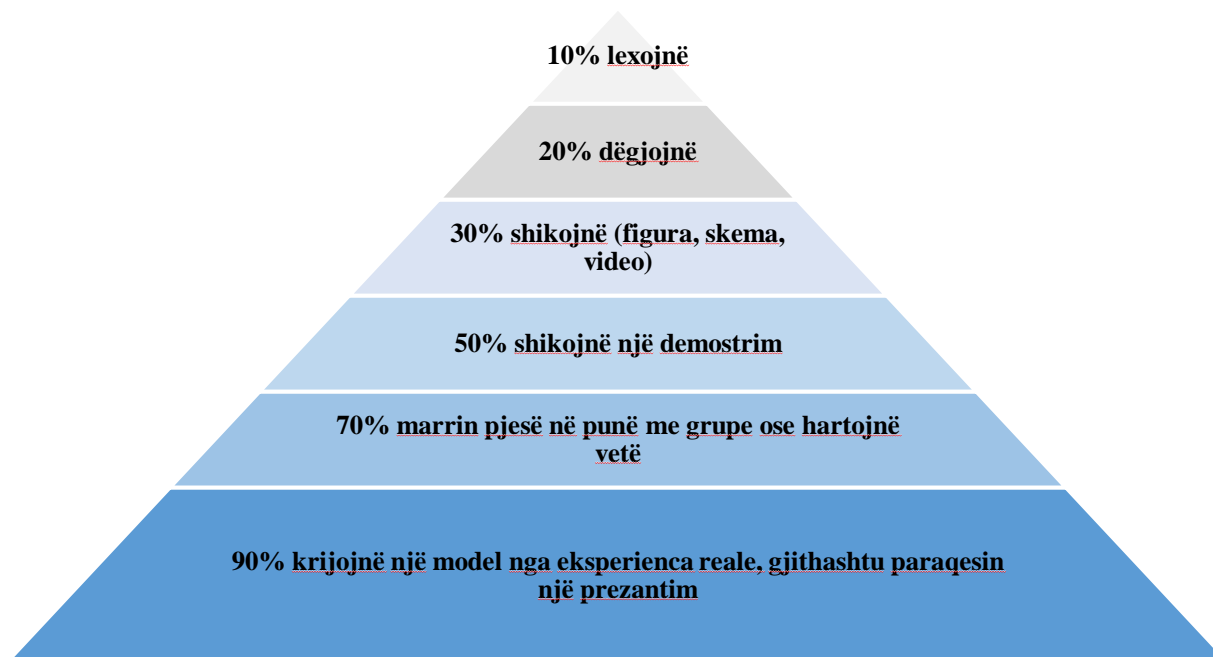 10% lexojnë
20% dëgjojnë
30% shikojnë (figura, skema,
video)
50% shikojnë një demostrim
70% marrin pjesë në punë me grupe ose hartojnë
vetë
90% krijojnë një model nga eksperienca reale, gjithashtu paraqesin
një prezantim